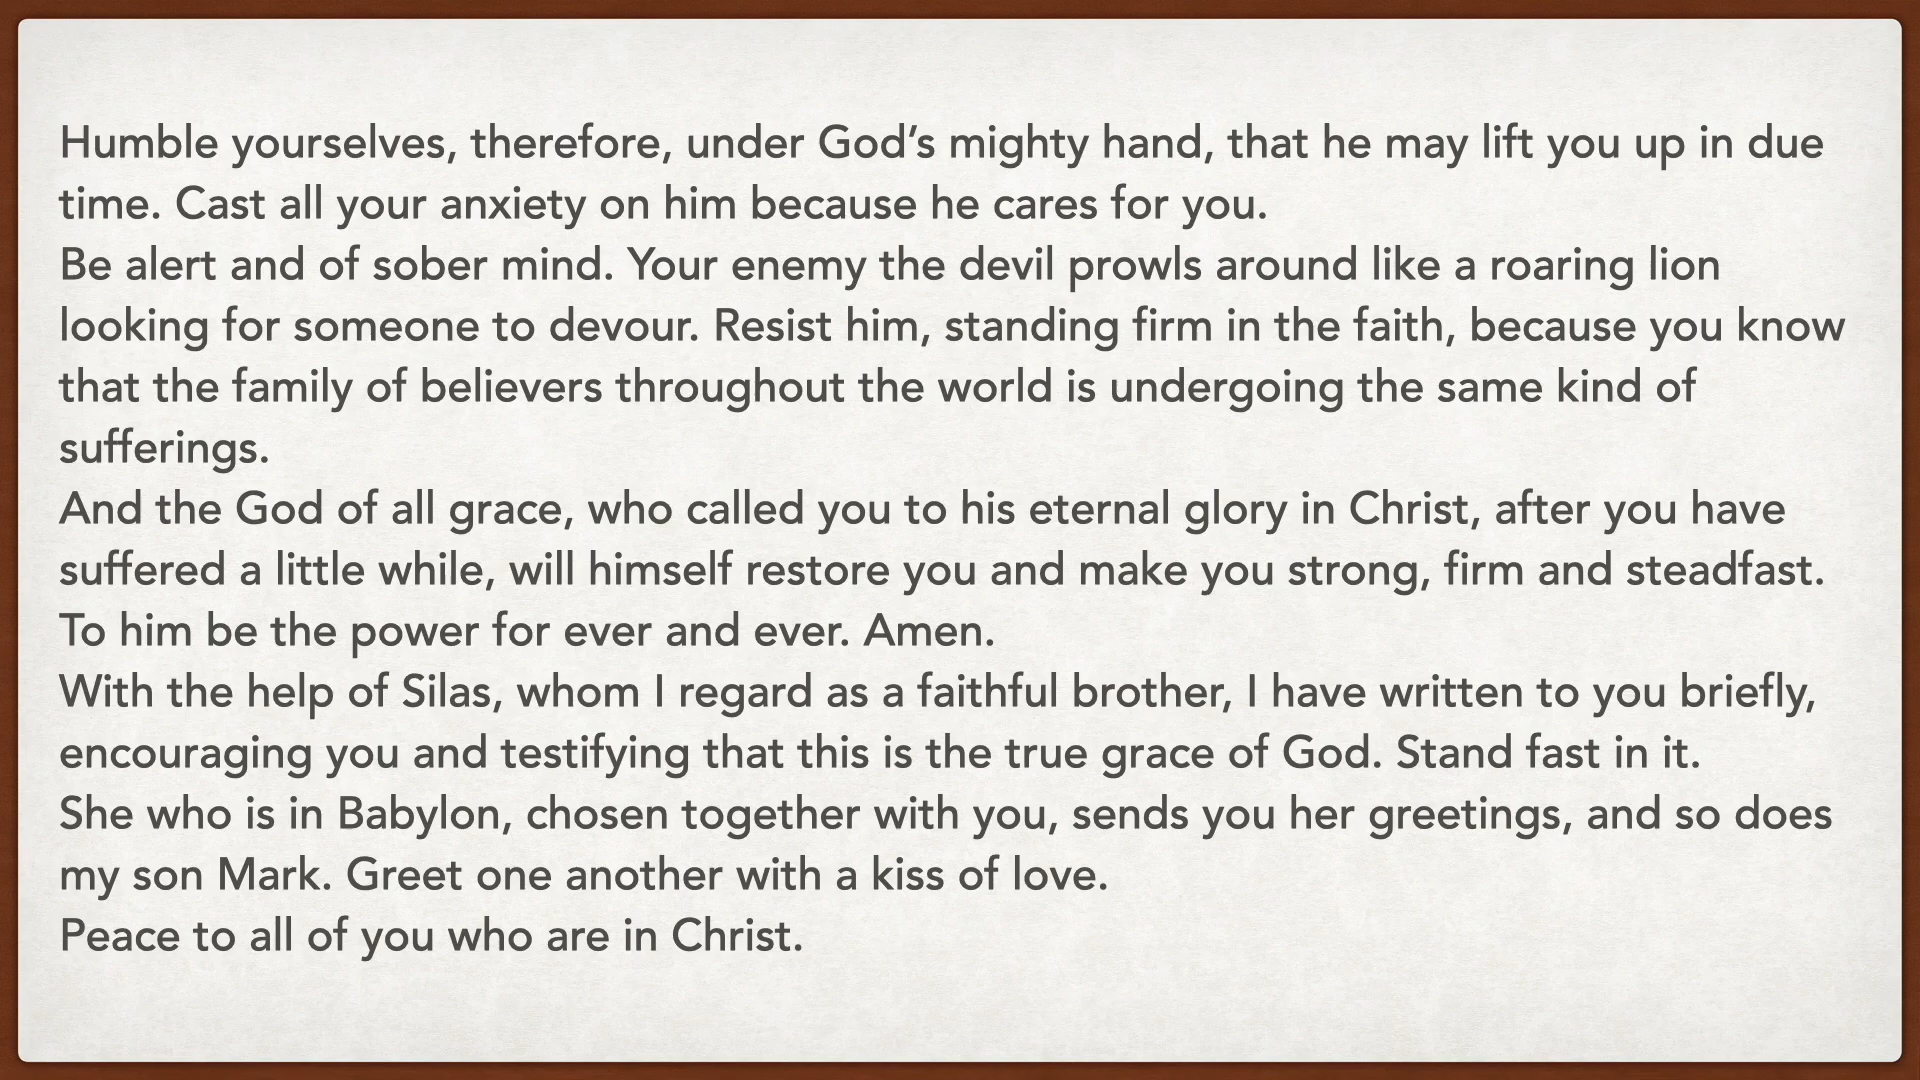 Humble yourselves, therefore, under God’s mighty hand, that he may lift you up in due
time. Cast all your anxiety on him because he cares for you.
Be alert and of sober mind. Your enemy the devil prowls around like a roaring lion
looking for someone to devour. Resist him, standing firm in the faith, because you know
that the family of believers throughout the world is undergoing the same kind of
sufferings.
And the God of all grace, who called you to his eternal glory in Christ, after you have
suffered a little while, will himself restore you and make you strong, firm and steadfast.
To him be the power for ever and ever. Amen.
With the help of Silas, whom I regard as a faithful brother, I have written to you briefly,
encouraging you and testifying that this is the true grace of God. Stand fast in it.
She who is in Babylon, chosen together with you, sends you her greetings, and so does
my son Mark. Greet one another with a kiss of love.
Peace to all of you who are in Christ.